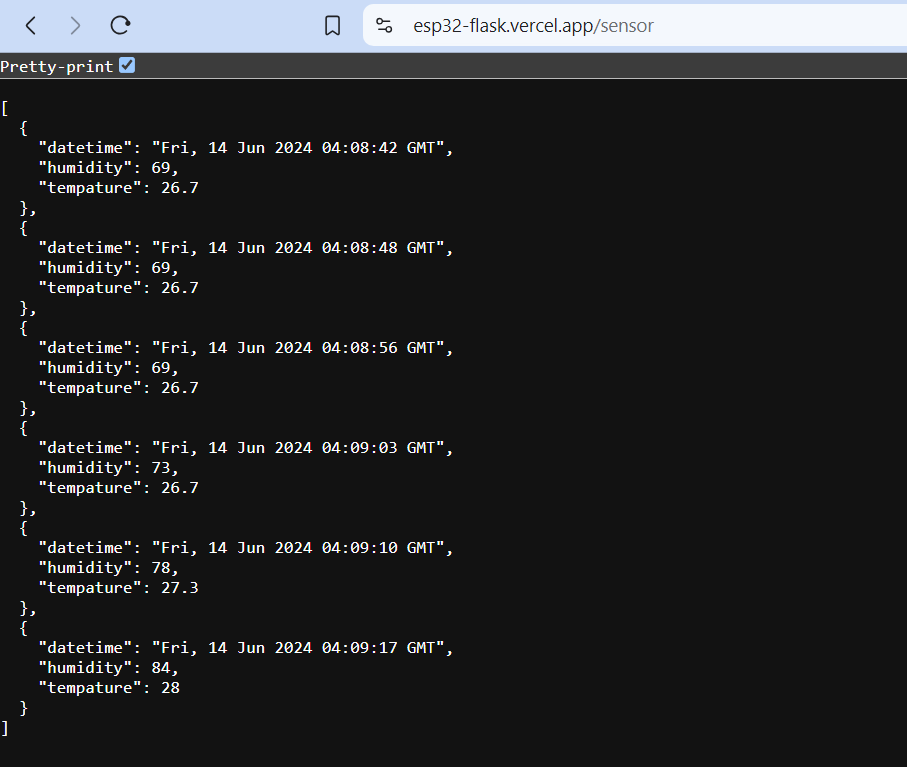 esp32-flask.vercel.app/sensor
Pretty-print
[
  {
    "datetime": "Fri, 14 Jun 2024 04:08:42 GMT",
    "humidity": 69,
    "tempature": 26.7
  },
  {
    "datetime": "Fri, 14 Jun 2024 04:08:48 GMT",
    "humidity": 69,
    "tempature": 26.7
  },
  {
    "datetime": "Fri, 14 Jun 2024 04:08:56 GMT",
    "humidity": 69,
    "tempature": 26.7
  },
  {
    "datetime": "Fri, 14 Jun 2024 04:09:03 GMT",
    "humidity": 73,
    "tempature": 26.7
  },
  {
    "datetime": "Fri, 14 Jun 2024 04:09:10 GMT",
    "humidity": 78,
    "tempature": 27.3
  },
  {
    "datetime": "Fri, 14 Jun 2024 04:09:17 GMT",
    "humidity": 84,
    "tempature": 28
  }
]